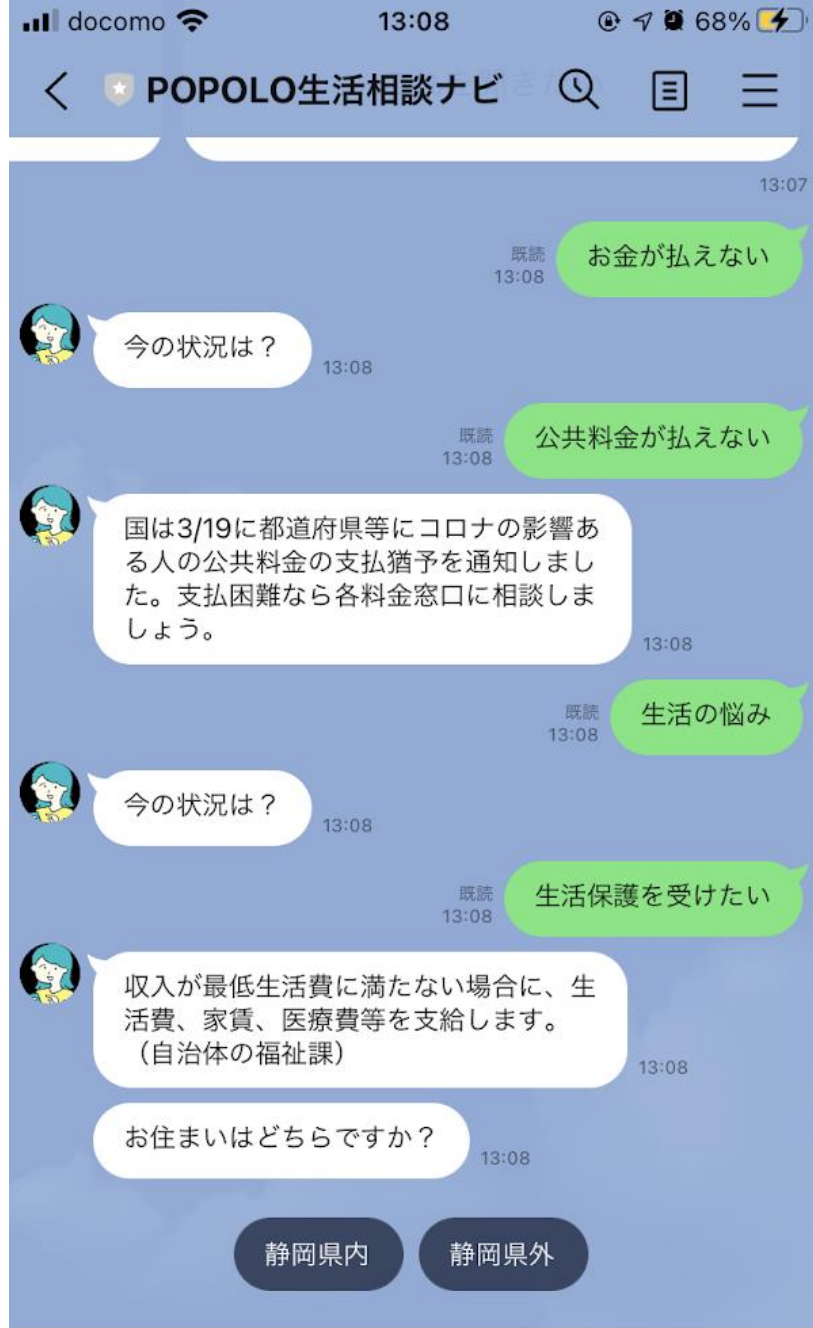 docomo 13:08 68%
POPOLO生活相談ナビ
13:07
お金が払えない
既読
13:08
今の状況は？
13:08
公共料金が払えない
既読
13:08
国は3/19に都道府県等にコロナの影響あ
る人の公共料金の支払猶予を通知しまし
た。支払困難なら各料金窓口に相談しま
しょう。
13:08
生活の悩み
既読
13:08
今の状況は？
13:08
生活保護を受けたい
既読
13:08
収入が最低生活費に満たない場合に、生
活費、家賃、医療費等を支給します。
（自治体の福祉課）
13:08
お住まいはどちらですか？
13:08
静岡県内 静岡県外